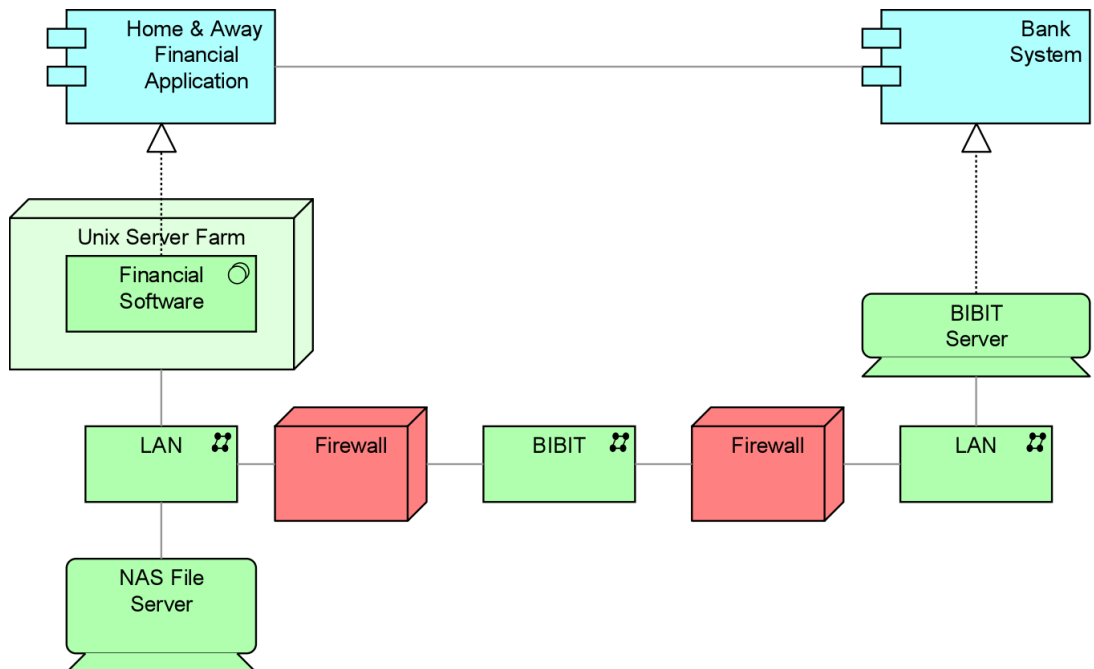 Home & Away
Financial
Application
Bank
System
Unix Server Farm
Financial
Software
BIBIT
Server
LAN
Firewall
BIBIT
Firewall
LAN
NAS File
Server